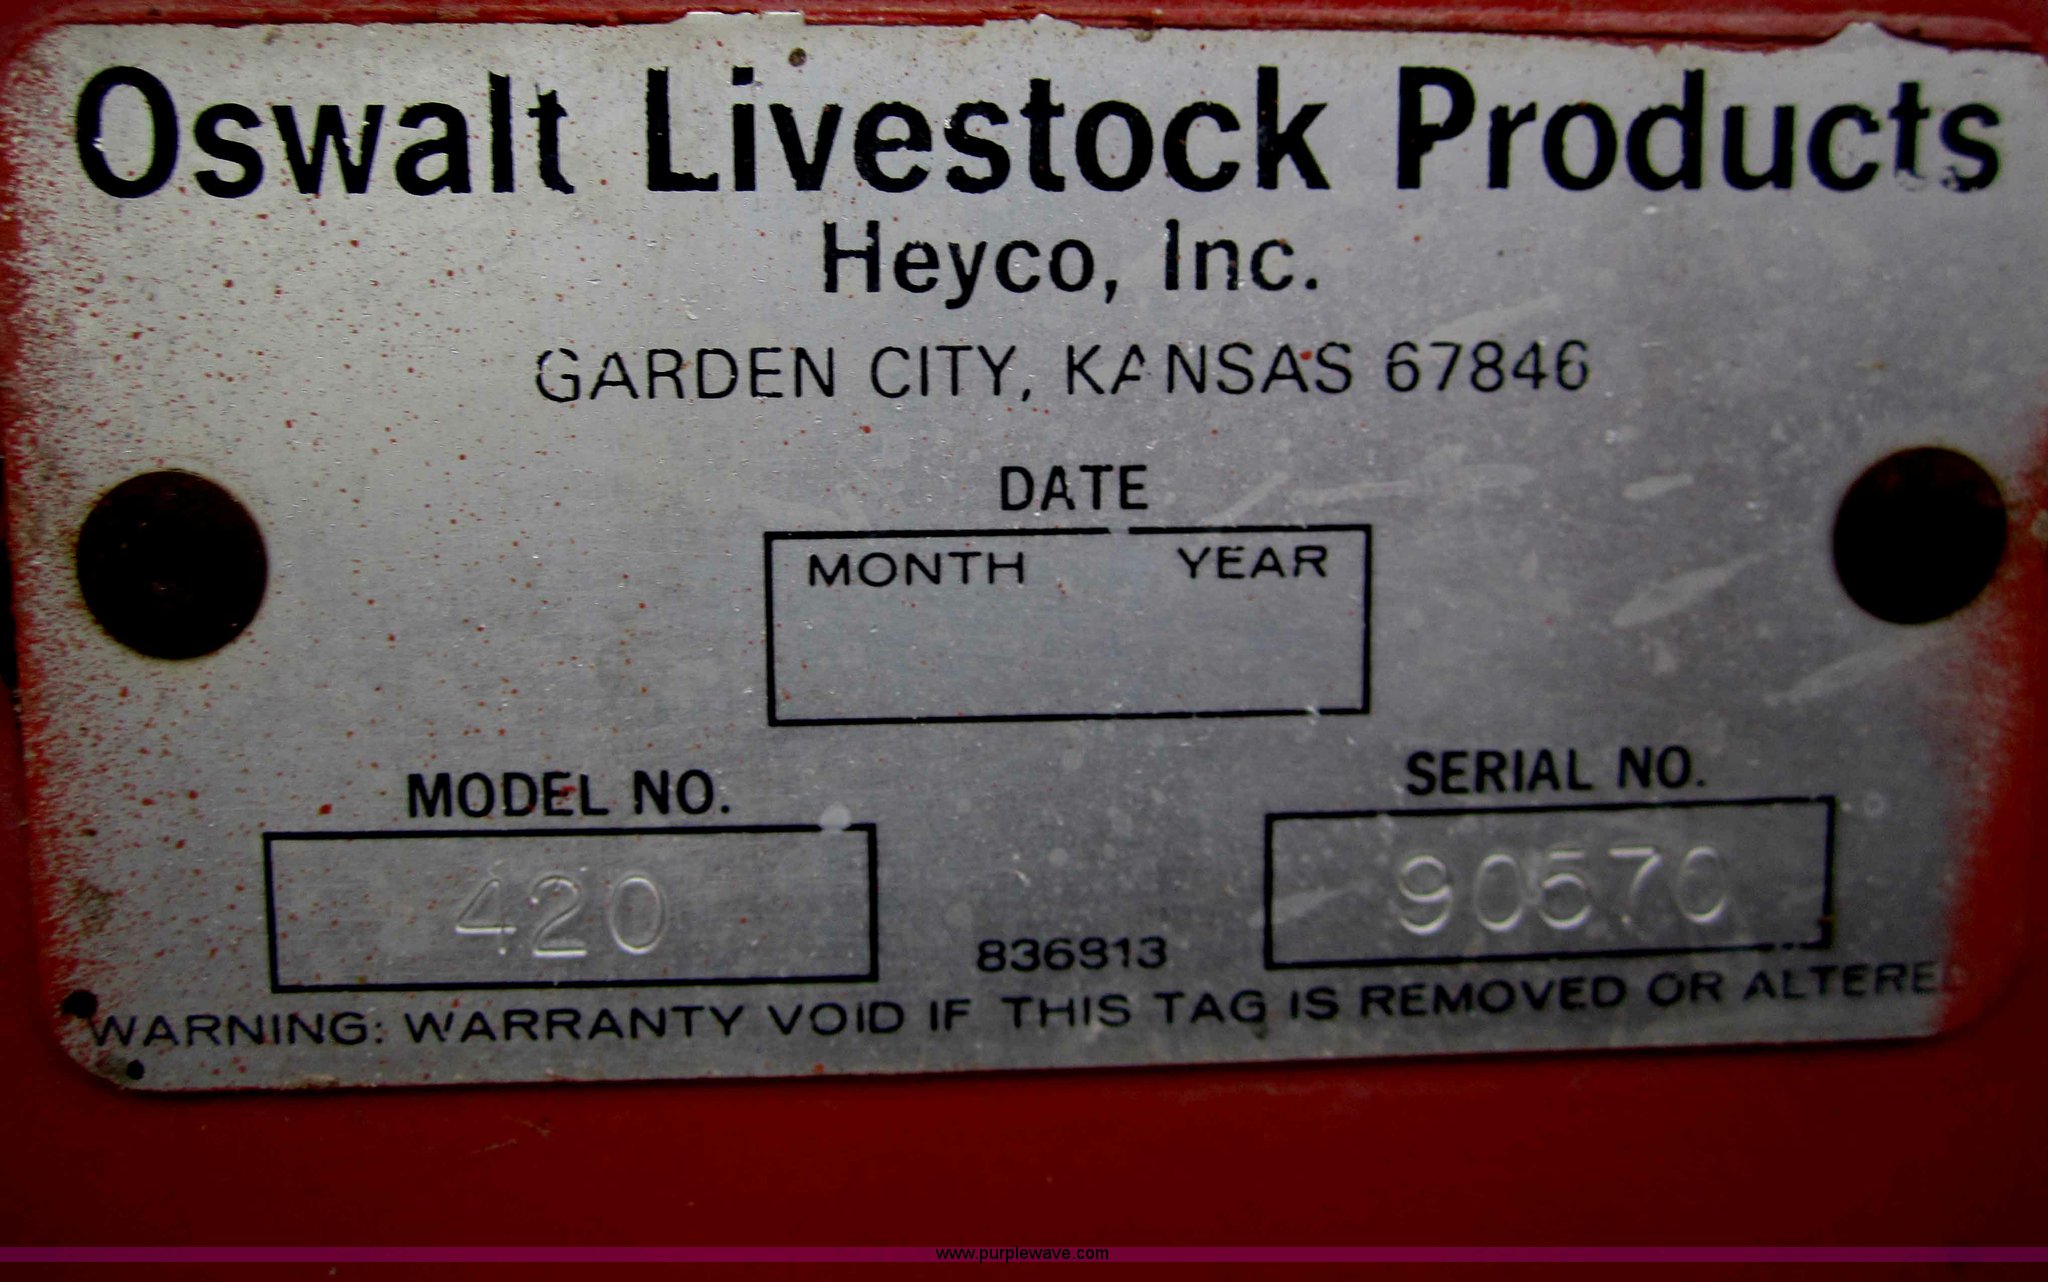 Oswalt Livestock Products
Heyco, Inc.
GARDEN CITY, KANSAS 67846
DATE
MONTH YEAR
MODEL NO.
SERIAL NO.
420
90570
836913
WARNING: WARRANTY VOID IF THIS TAG IS REMOVED OR ALTERED
www.purplewave.com